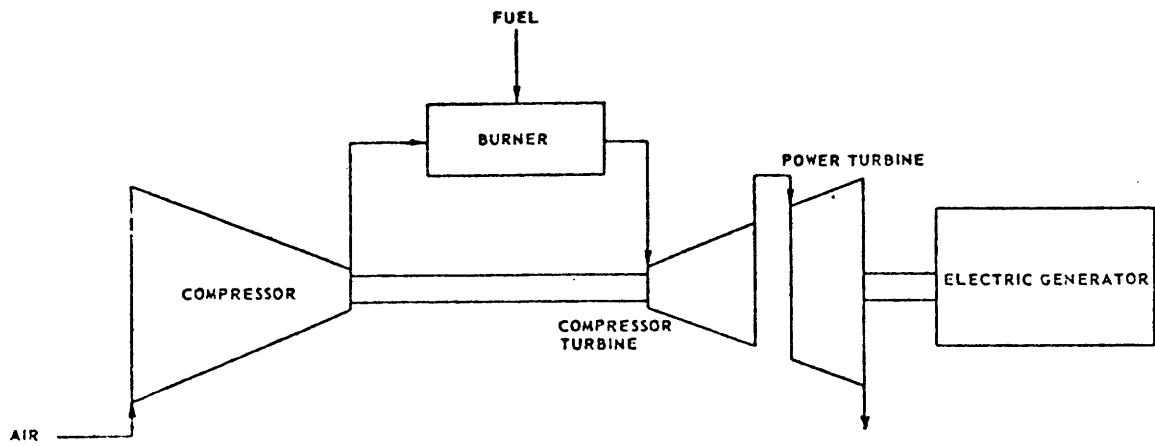 FUEL
BURNER
POWER TURBINE
COMPRESSOR
ELECTRIC GENERATOR
COMPRESSOR
TURBINE
AIR